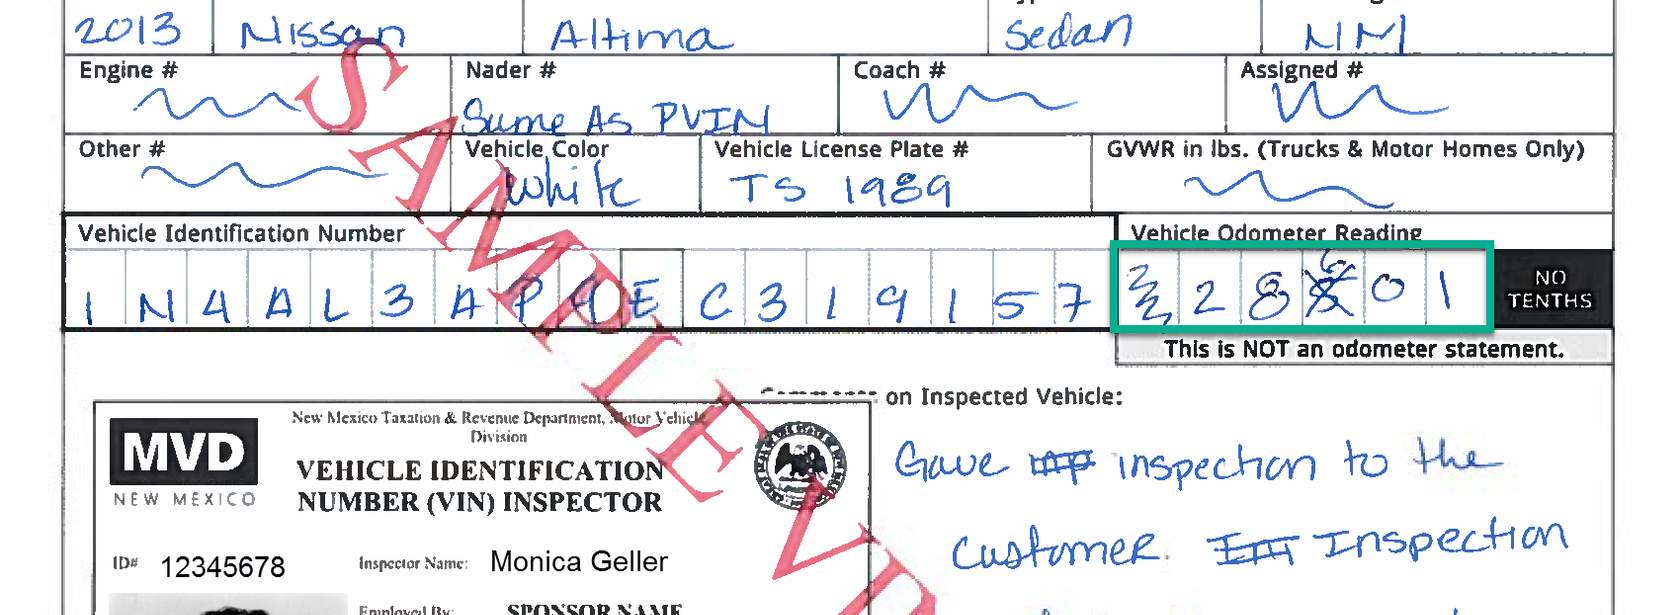 2013 Nissan Altima Sedan NM
Engine # Nader # Coach # Assigned #
Same As PVIN
Other # Vehicle Color Vehicle License Plate # GVWR in lbs. (Trucks & Motor Homes Only)
White TS 1989
Vehicle Identification Number Vehicle Odometer Reading
1 N 4 A L 3 A P 4 E C 3 1 9 1 5 7 2 8 6 0 1 NO TENTHS
This is NOT an odometer statement.
on Inspected Vehicle:
New Mexico Taxation & Revenue Department, Motor Vehicle
Division
MVD
NEW MEXICO
VEHICLE IDENTIFICATION
NUMBER (VIN) INSPECTOR
ID# 12345678 Inspector Name: Monica Geller
Employed By: SPONSOR NAME
Gave inspection to the
customer. Inspection
SAMPLE